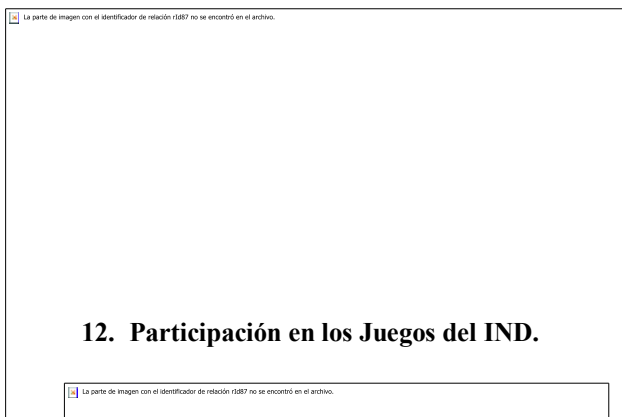 La parte de imagen con el identificador de relación rId87 no se encontró en el archivo.
12. Participación en los Juegos del IND.
La parte de imagen con el identificador de relación rId87 no se encontró en el archivo.